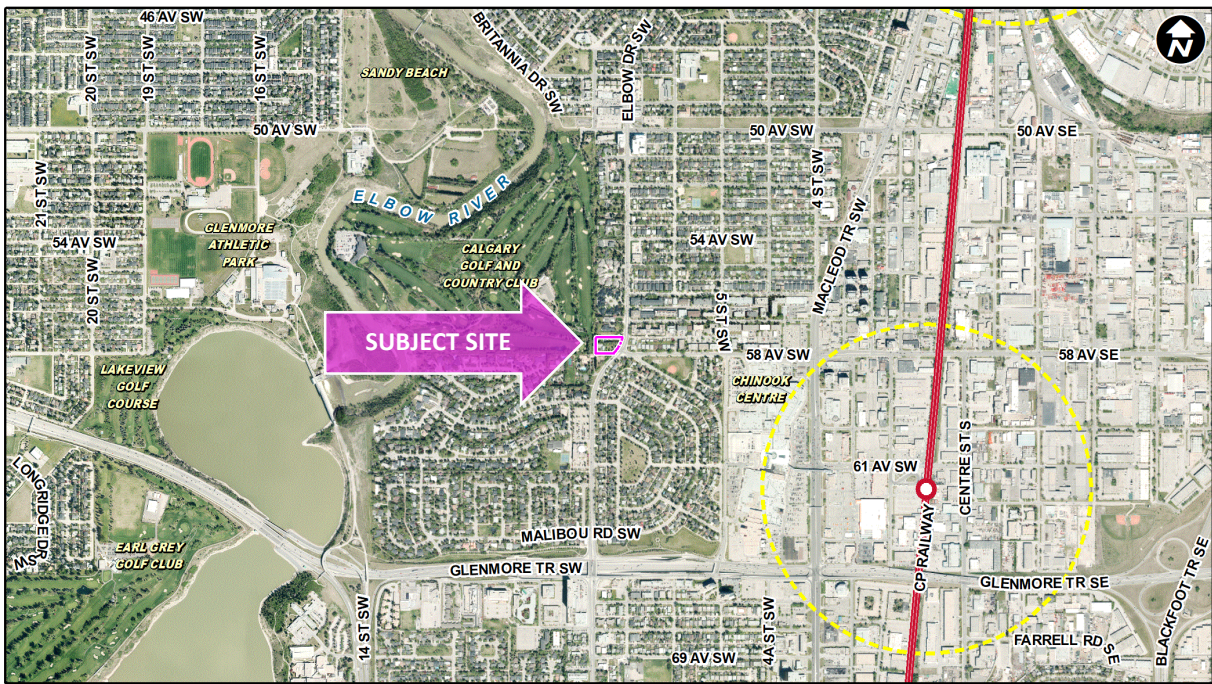 46 AV SW
20 ST SW
19 ST SW
16 ST SW
SANDY BEACH
BRITANNIA DR SW
ELBOW DR SW
N
50 AV SW
50 AV SW
50 AV SE
21 ST SW
4 ST SW
ELBOW RIVER
54 AV SW
GLENMORE
ATHLETIC
PARK
CALGARY
GOLF AND
COUNTRY CLUB
54 AV SW
MACLEOD TR SW
20 ST SW
5 ST SW
SUBJECT SITE
58 AV SW
58 AV SE
LAKEVIEW
GOLF
COURSE
CHINOOK
CENTRE
61 AV SW
CENTRE ST S
LONGRIDGE DR
SW
MALIBOU RD SW
CP RAILWAY
EARL GREY
GOLF CLUB
GLENMORE TR SW
GLENMORE TR SE
BLACKFOOT TR SE
14 ST SW
4A ST SW
69 AV SW
FARRELL RD
SE